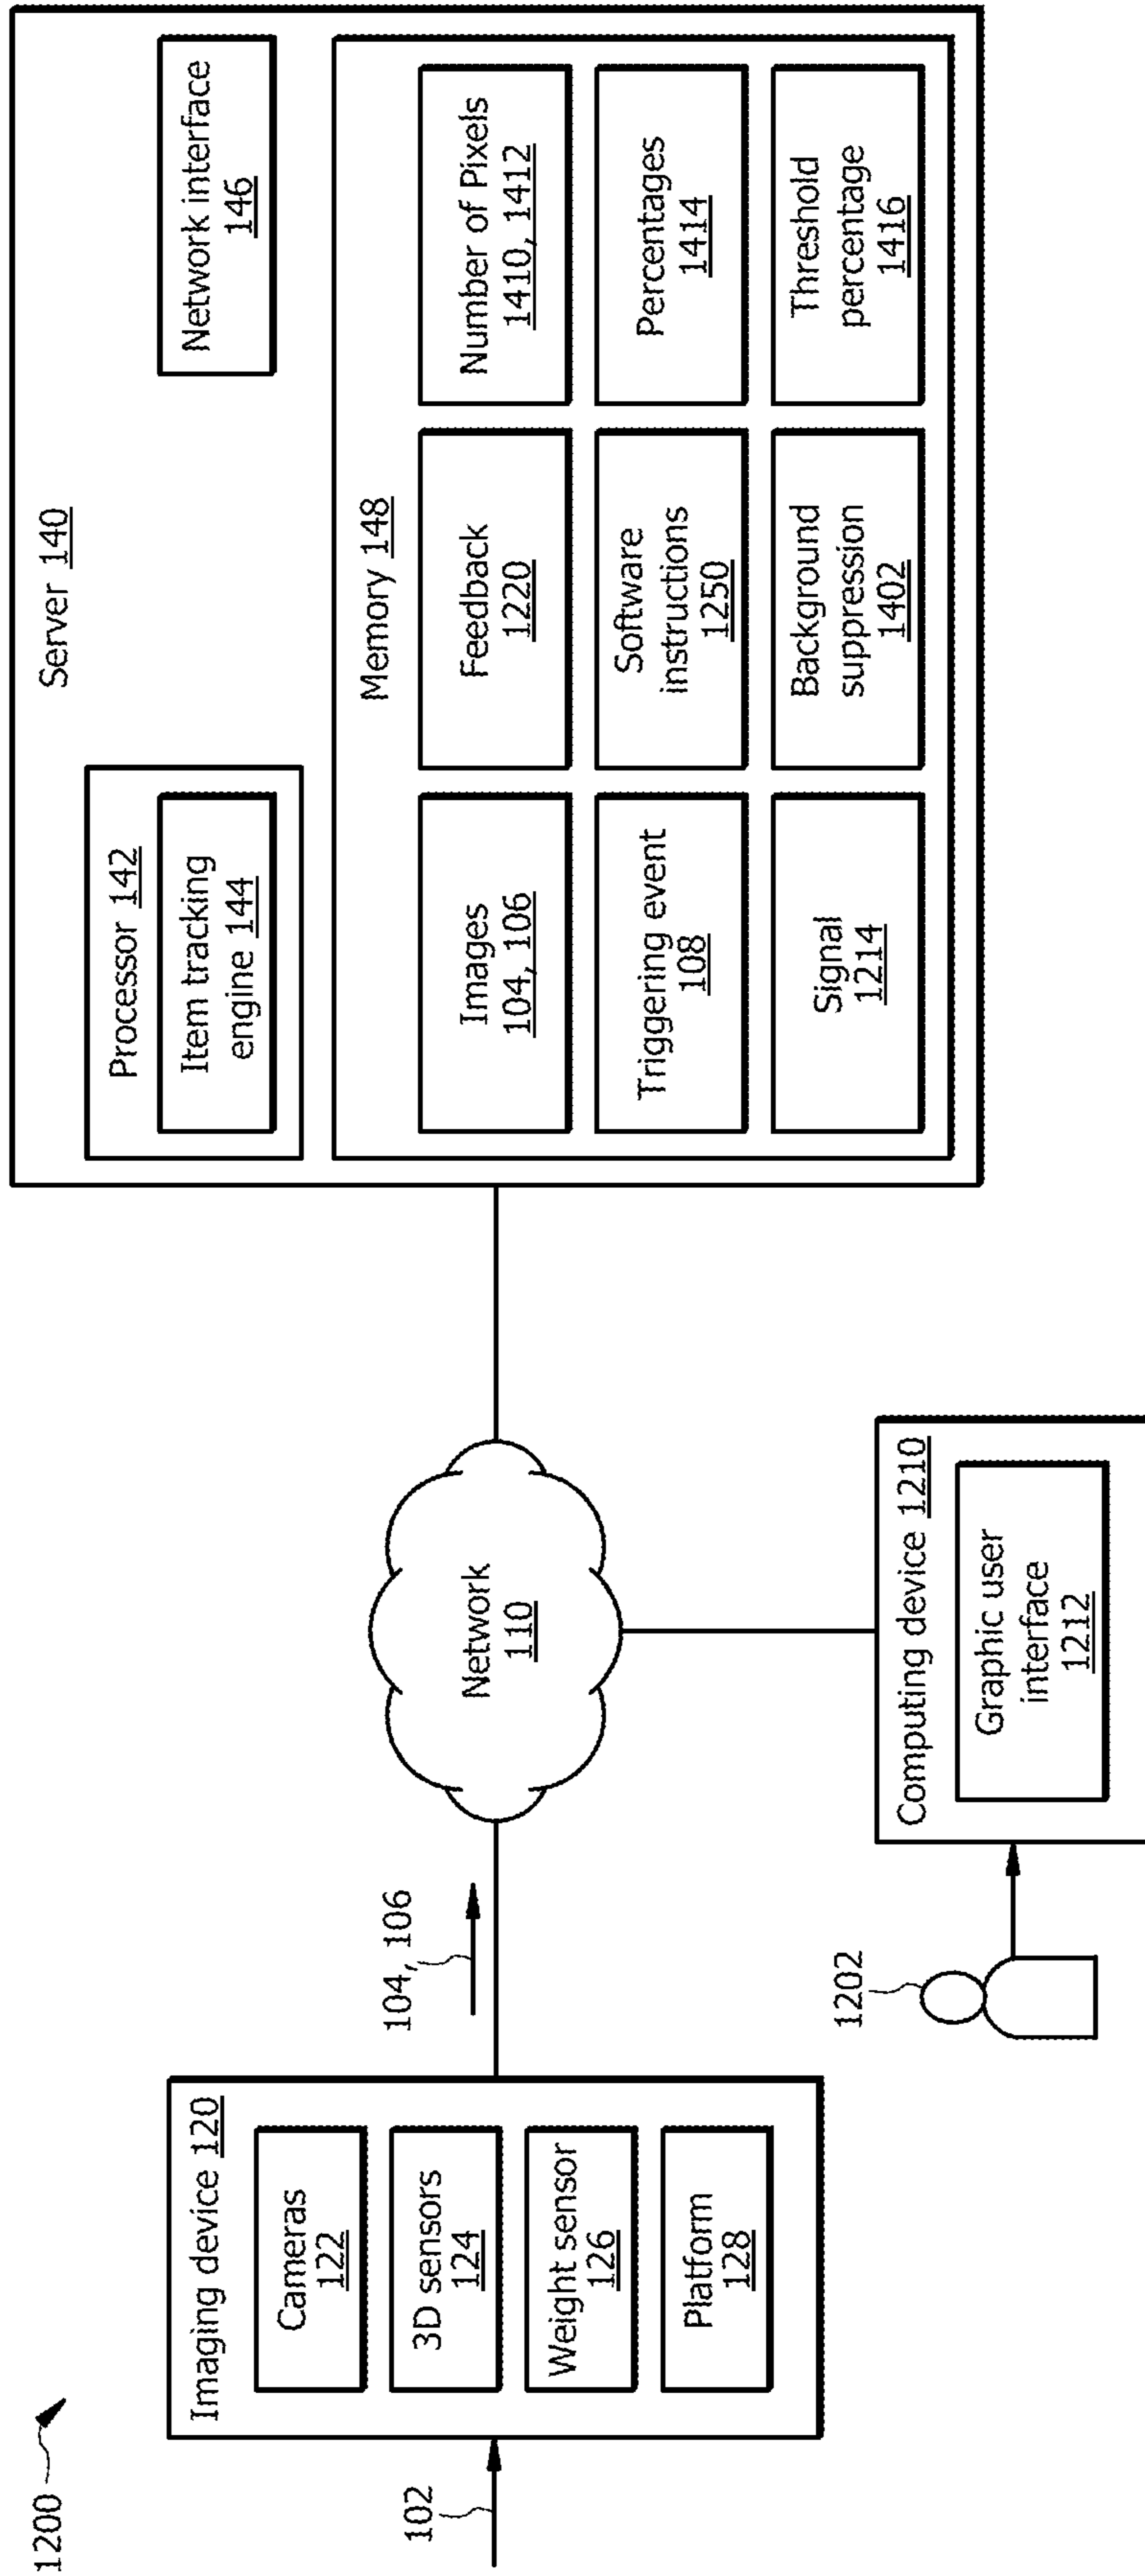 1200
102
Imaging device 120
Cameras
122
3D sensors
124
Weight sensor
126
Platform
128
104, 106
Network
110
1202
Computing device 1210
Graphic user
interface
1212
Server 140
Processor 142
Item tracking
engine 144
Network interface
146
Memory 148
Images
104, 106
Feedback
1220
Number of Pixels
1410, 1412
Triggering event
108
Software
instructions
1250
Percentages
1414
Signal
1214
Background
suppression
1402
Threshold
percentage
1416